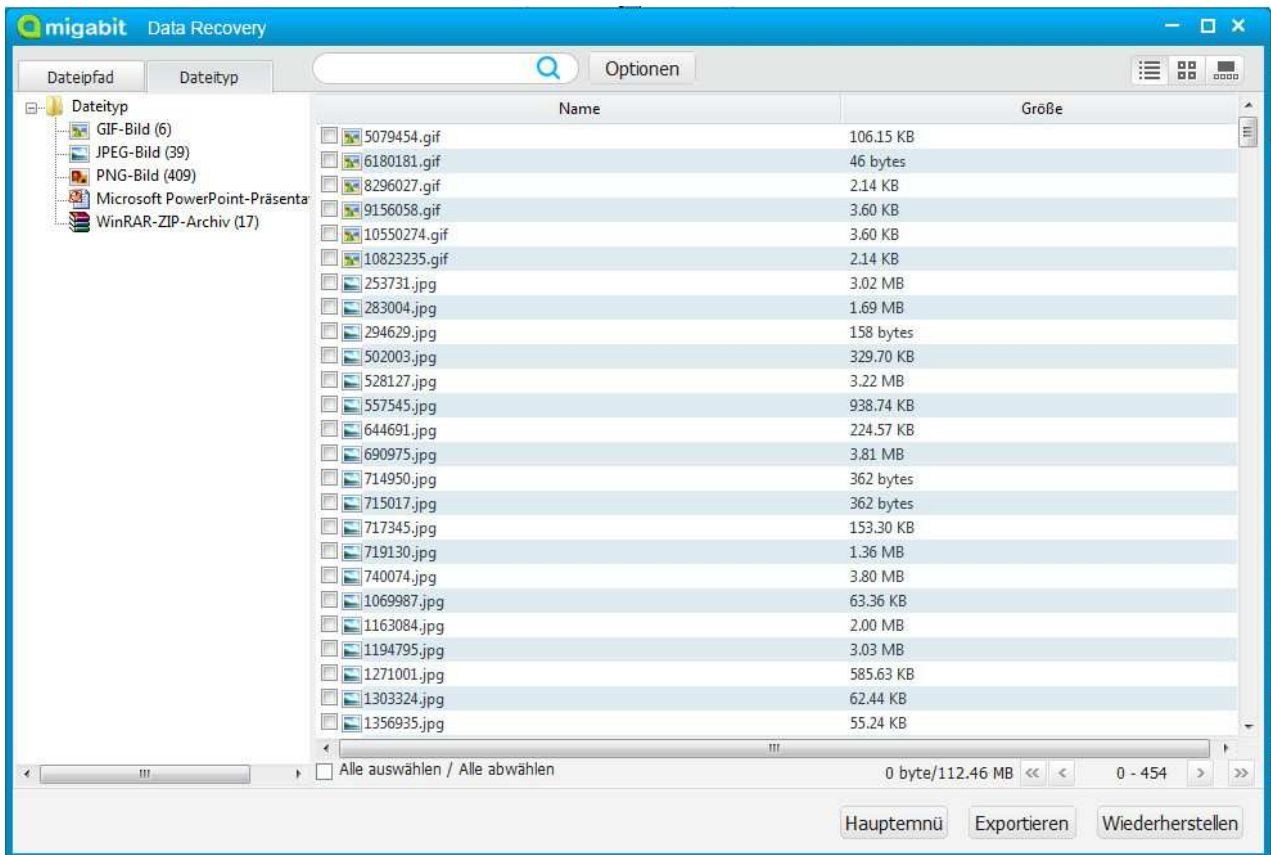 amigabit Data Recovery
Dateipfad Dateityp Optionen
Dateityp
GIF-Bild (6)
JPEG-Bild (39)
PNG-Bild (409)
Microsoft PowerPoint-Präsenta
WinRAR-ZIP-Archiv (17)
Name Größe
5079454.gif 106.15 KB
6180181.gif 46 bytes
8296027.gif 2.14 KB
9156058.gif 3.60 KB
10550274.gif 3.60 KB
10823235.gif 2.14 KB
253731.jpg 3.02 MB
283004.jpg 1.69 MB
294629.jpg 158 bytes
502003.jpg 329.70 KB
528127.jpg 3.22 MB
557545.jpg 938.74 KB
644691.jpg 224.57 KB
690975.jpg 3.81 MB
714950.jpg 362 bytes
715017.jpg 362 bytes
717345.jpg 153.30 KB
719130.jpg 1.36 MB
740074.jpg 3.80 MB
1069987.jpg 63.36 KB
1163084.jpg 2.00 MB
1194795.jpg 3.03 MB
1271001.jpg 585.63 KB
1303324.jpg 62.44 KB
1356935.jpg 55.24 KB
Alle auswählen / Alle abwählen 0 byte/112.46 MB << < 0 - 454 > >>
Hauptemnü Exportieren Wiederherstellen